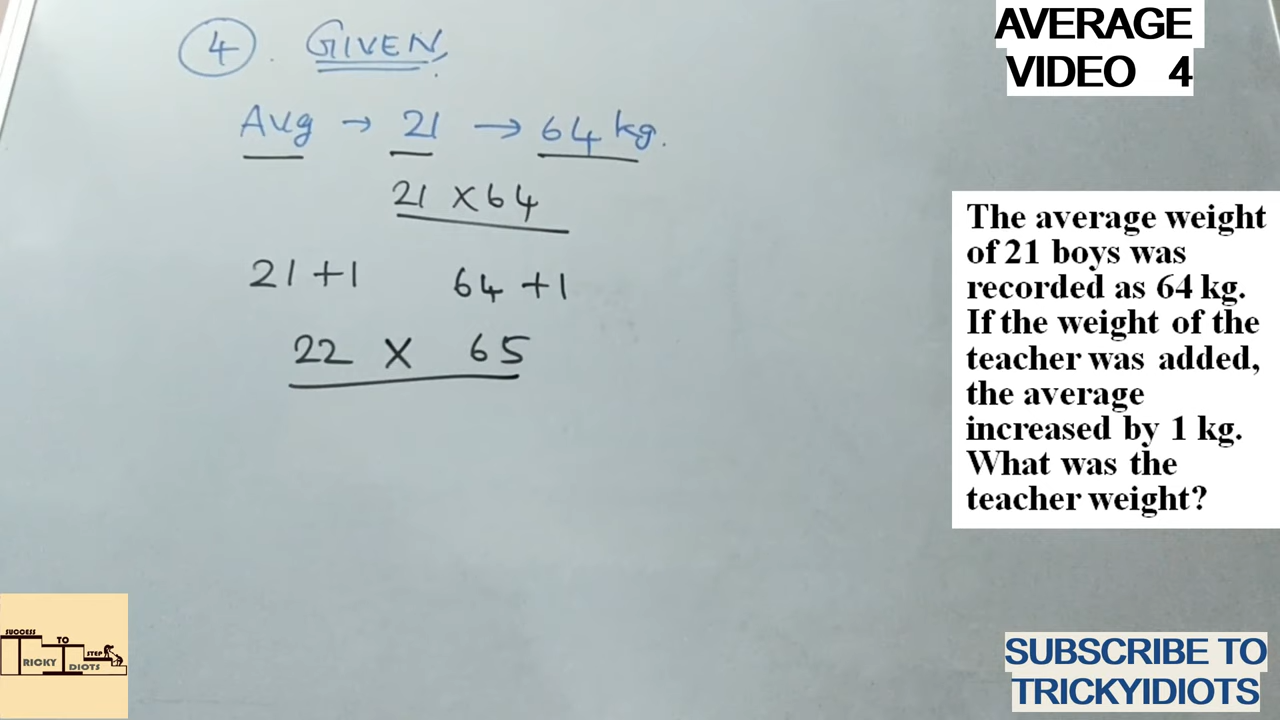 4. GIVEN,
Avg → 21 → 64 kg.
21 × 64
21 +1 64 +1
22 × 65
AVERAGE
VIDEO 4
The average weight
of 21 boys was
recorded as 64 kg.
If the weight of the
teacher was added,
the average
increased by 1 kg.
What was the
teacher weight?
SUCCESS TO STEP
TRICKY IDIOTS
SUBSCRIBE TO
TRICKYIDIOTS